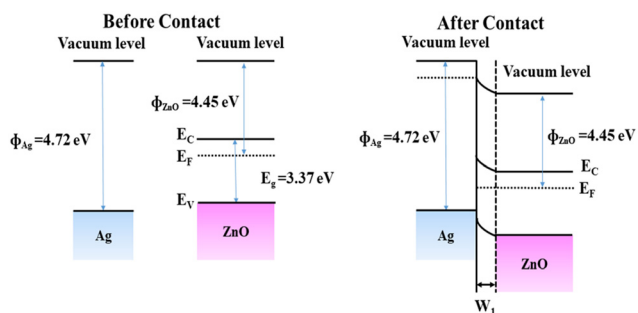 Before Contact
Vacuum level
Vacuum level
ϕAg =4.72 eV
ϕZnO =4.45 eV
EC
EF
Eg =3.37 eV
EV
Ag
ZnO
After Contact
Vacuum level
Vacuum level
ϕAg =4.72 eV
ϕZnO =4.45 eV
EC
EF
Ag
ZnO
W1